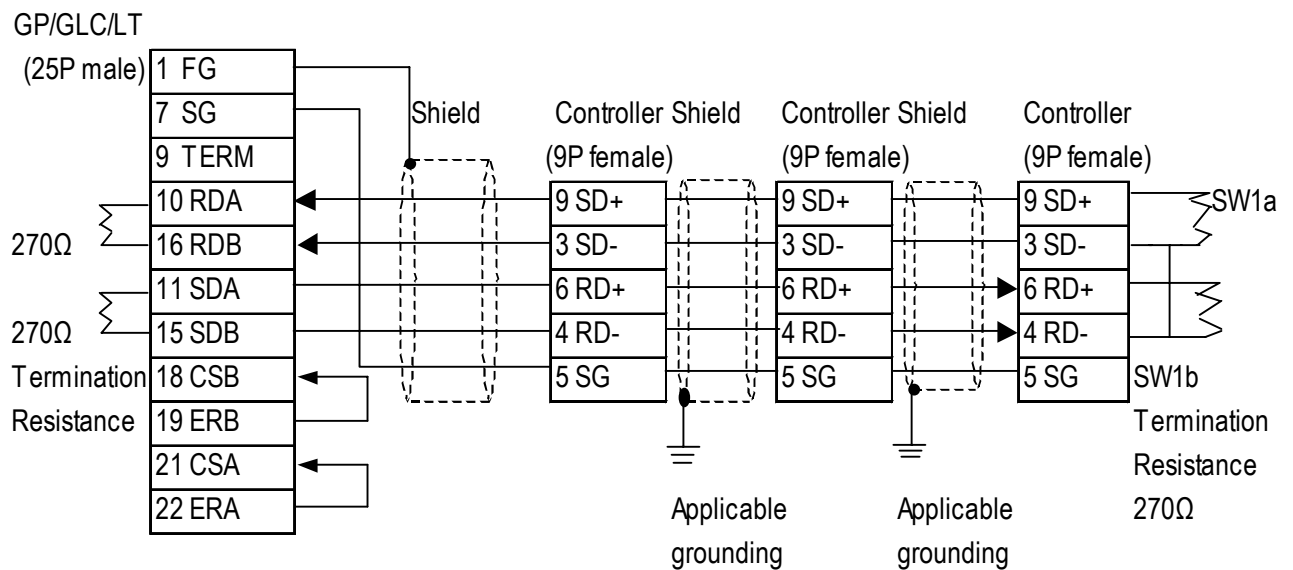 GP/GLC/LT
(25P male)
1 FG
7 SG
9 TERM
10 RDA
16 RDB
11 SDA
15 SDB
18 CSB
19 ERB
21 CSA
22 ERA
270Ω
270Ω
Termination
Resistance
Shield
Controller Shield
(9P female)
9 SD+
3 SD-
6 RD+
4 RD-
5 SG
Applicable
grounding
Controller Shield
(9P female)
9 SD+
3 SD-
6 RD+
4 RD-
5 SG
Applicable
grounding
Controller
(9P female)
9 SD+
3 SD-
6 RD+
4 RD-
5 SG
SW1a
SW1b
Termination
Resistance
270Ω